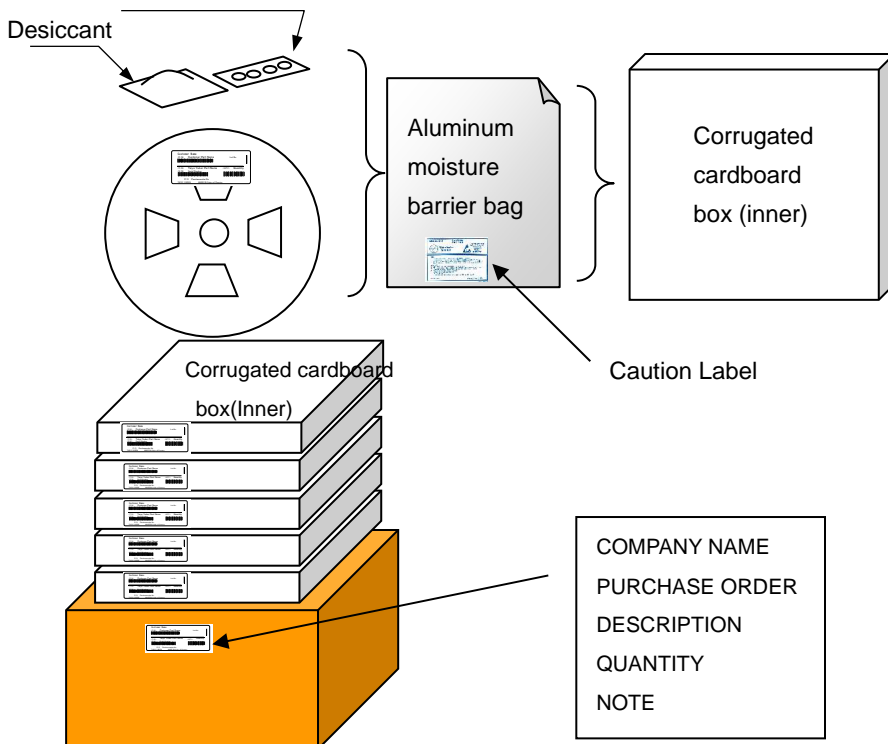 Desiccant
Aluminum
moisture
barrier bag
Corrugated
cardboard
box (inner)
Caution Label
Corrugated cardboard
box(Inner)
COMPANY NAME
PURCHASE ORDER
DESCRIPTION
QUANTITY
NOTE